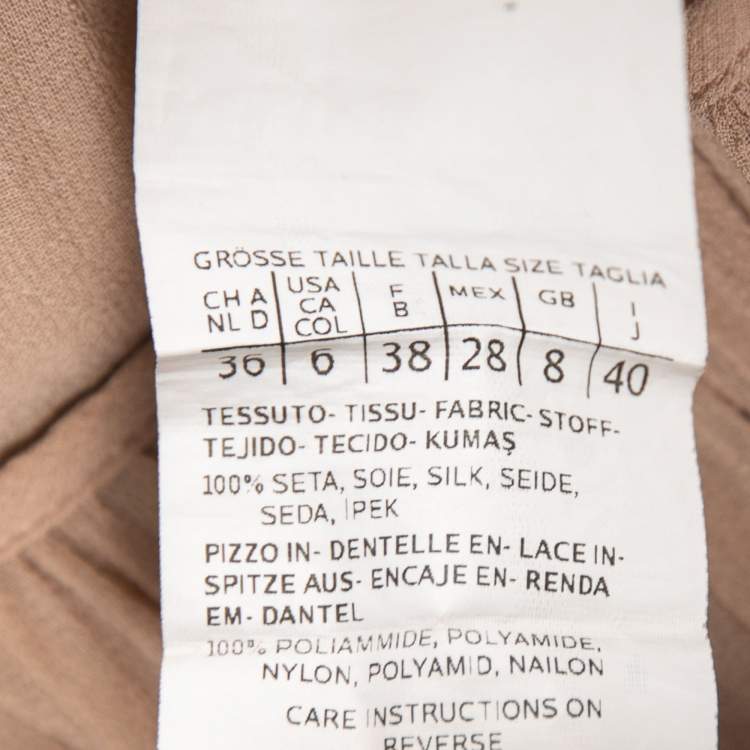 GRÖSSE TAILLE TALLA SIZE TAGLIA
CH A NL D USA CA COL F B MEX GB I J
36 6 38 28 8 40
TESSUTO- TISSU- FABRIC- STOFF-
TEJIDO- TECIDO- KUMAŞ
100% SETA, SOIE, SILK, SEIDE,
SEDA, İPEK
PIZZO IN- DENTELLE EN- LACE IN-
SPITZE AUS- ENCAJE EN- RENDA
EM- DANTEL
100% POLIAMMIDE, POLYAMIDE,
NYLON, POLYAMID, NAILON
CARE INSTRUCTIONS ON
REVERSE